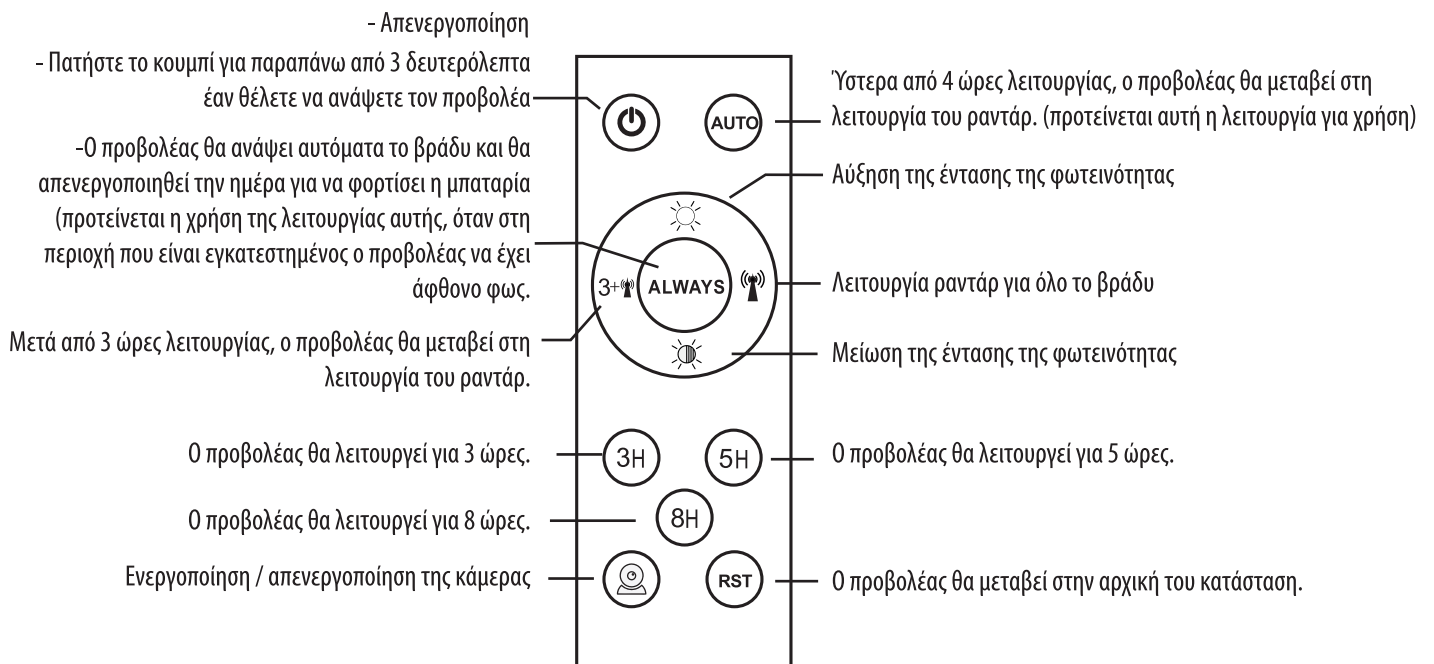 - Απενεργοποίηση
- Πατήστε το κουμπί για παραπάνω από 3 δευτερόλεπτα
έαν θέλετε να ανάψετε τον προβολέα
-Ο προβολέας θα ανάψει αυτόματα το βράδυ και θα
απενεργοποιηθεί την ημέρα για να φορτίσει η μπαταρία
(προτείνεται η χρήση της λειτουργίας αυτής, όταν στη
περιοχή που είναι εγκατεστημένος ο προβολέας να έχει
άφθονο φως.
Μετά από 3 ώρες λειτουργίας, ο προβολέας θα μεταβεί στη
λειτουργία του ραντάρ.
Ο προβολέας θα λειτουργεί για 3 ώρες.
Ο προβολέας θα λειτουργεί για 8 ώρες.
Ενεργοποίηση / απενεργοποίηση της κάμερας
AUTO
3+
ALWAYS
3H
5H
8H
RST
Ύστερα από 4 ώρες λειτουργίας, ο προβολέας θα μεταβεί στη
λειτουργία του ραντάρ. (προτείνεται αυτή η λειτουργία για χρήση)
Αύξηση της έντασης της φωτεινότητας
Λειτουργία ραντάρ για όλο το βράδυ
Μείωση της έντασης της φωτεινότητας
Ο προβολέας θα λειτουργεί για 5 ώρες.
Ο προβολέας θα μεταβεί στην αρχική του κατάσταση.